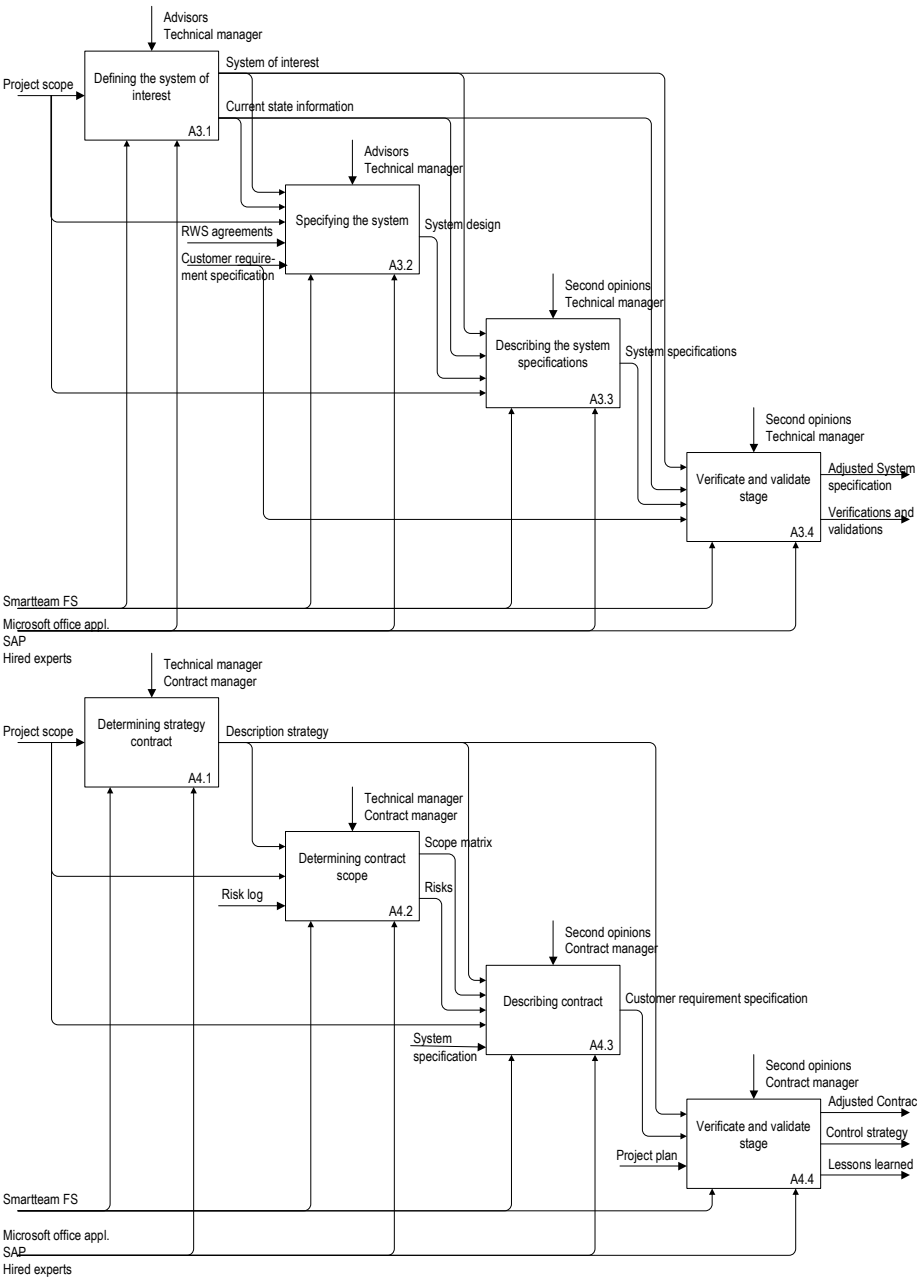 Advisors
Technical manager
System of interest
Project scope
Defining the system of
interest
Current state information
A3.1
Advisors
Technical manager
Specifying the system
System design
RWS agreements
Customer require-
ment specification
A3.2
Second opinions
Technical manager
Describing the system
specifications
System specifications
A3.3
Second opinions
Technical manager
Verificate and validate
stage
Adjusted System
specification
Verifications and
validations
A3.4
Smartteam FS
Microsoft office appl.
SAP
Hired experts
Technical manager
Contract manager
Project scope
Determining strategy
contract
Description strategy
A4.1
Technical manager
Contract manager
Determining contract
scope
Scope matrix
Risks
Risk log
A4.2
Second opinions
Contract manager
Describing contract
Customer requirement specification
System
specification
A4.3
Second opinions
Contract manager
Verificate and validate
stage
Adjusted Contrac
Control strategy
Project plan
Lessons learned
A4.4
Smartteam FS
Microsoft office appl.
SAP
Hired experts